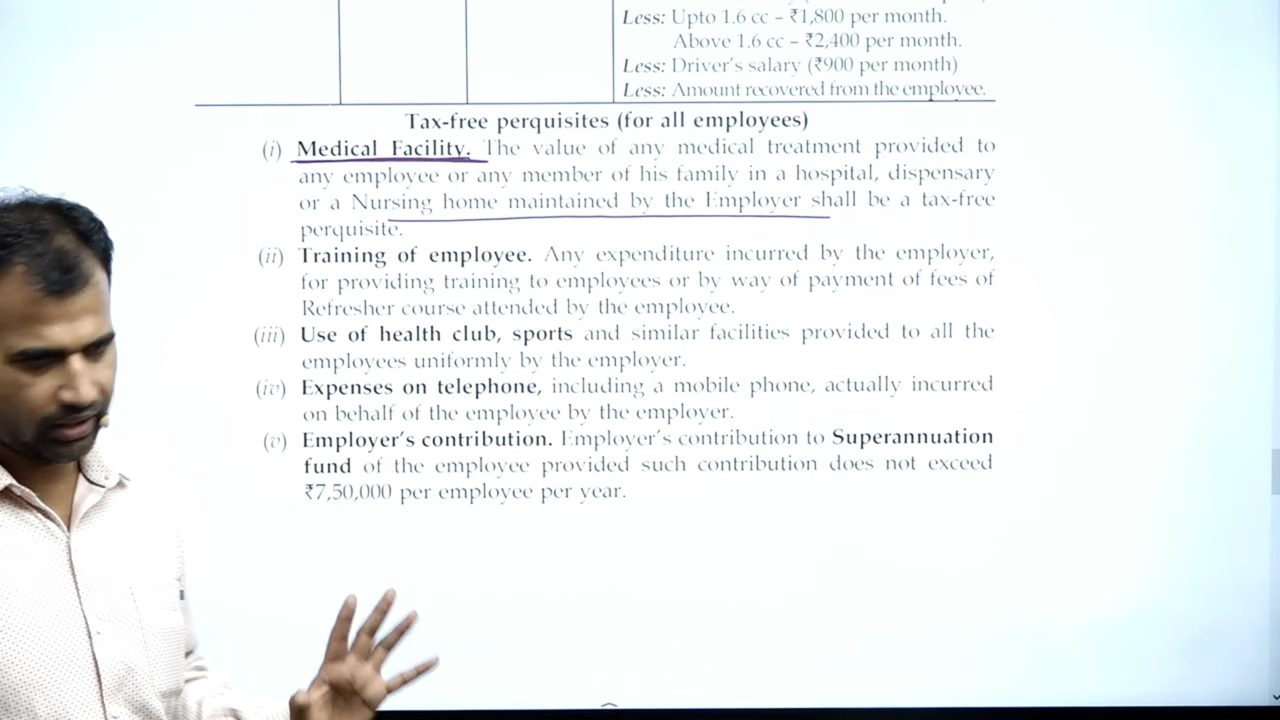 Less: Upto 1.6 cc – ₹1,800 per month.
Above 1.6 cc – ₹2,400 per month.
Less: Driver's salary (₹900 per month)
Less: Amount recovered from the employee.
Tax-free perquisites (for all employees)
(i) Medical Facility. The value of any medical treatment provided to
any employee or any member of his family in a hospital, dispensary
or a Nursing home maintained by the Employer shall be a tax-free
perquisite.
(ii) Training of employee. Any expenditure incurred by the employer,
for providing training to employees or by way of payment of fees of
Refresher course attended by the employee.
(iii) Use of health club, sports and similar facilities provided to all the
employees uniformly by the employer.
(iv) Expenses on telephone, including a mobile phone, actually incurred
on behalf of the employee by the employer.
(v) Employer's contribution. Employer's contribution to Superannuation
fund of the employee provided such contribution does not exceed
₹7,50,000 per employee per year.